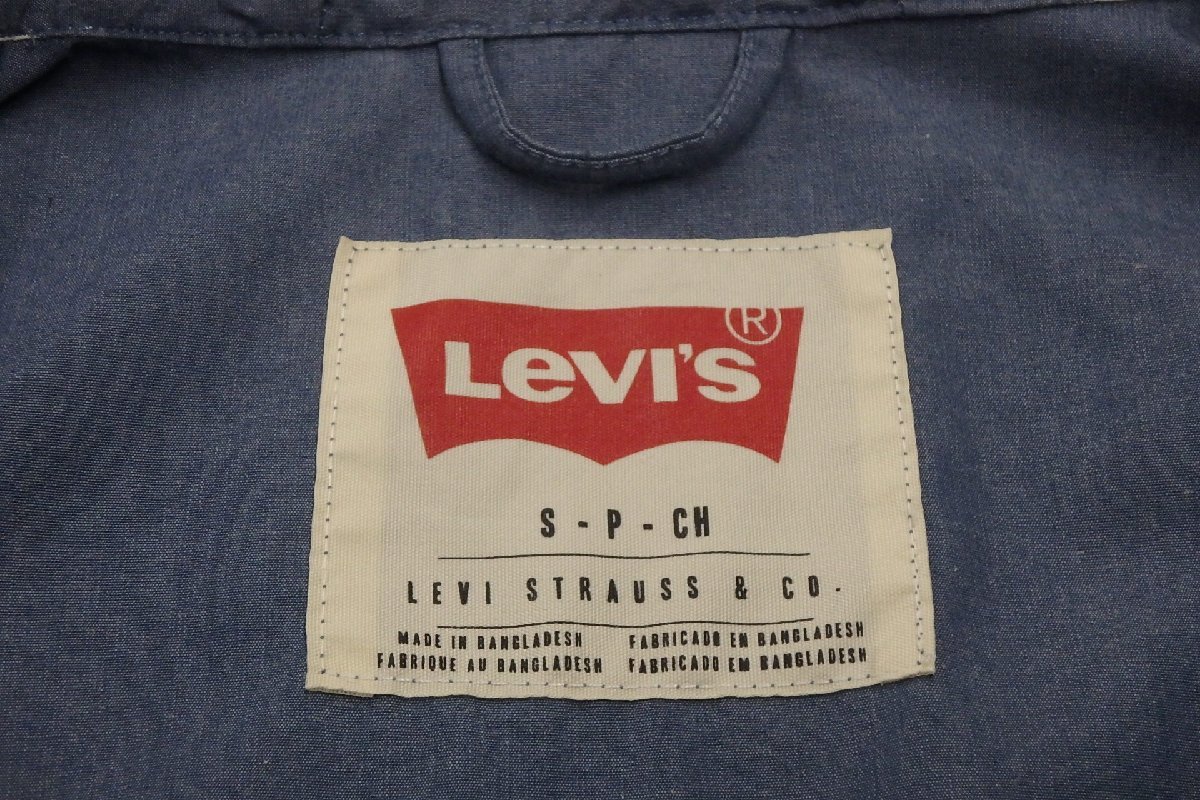 LEVI'S®
S - P - CH
LEVI STRAUSS & CO.
MADE IN BANGLADESH FABRICADO EN BANGLADESH
FABRIQUE AU BANGLADESH FABRICADO EM BANGLADESH